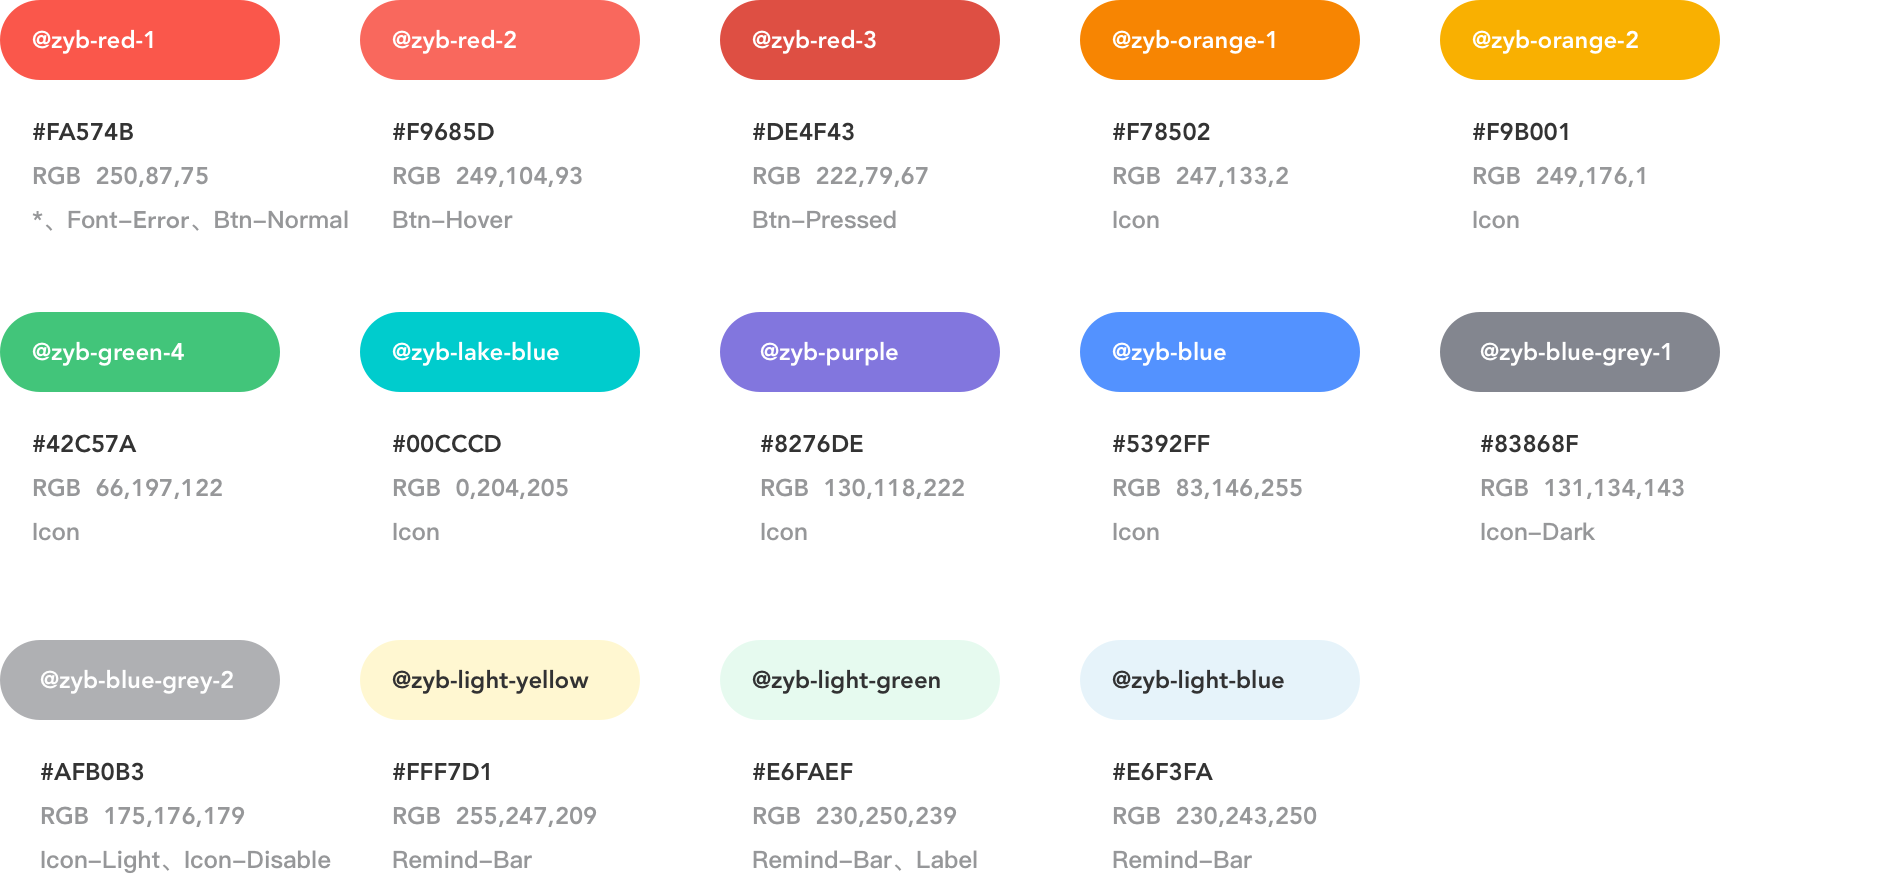 @zyb-red-1
#FA574B
RGB 250,87,75
*、Font-Error、Btn-Normal
@zyb-red-2
#F9685D
RGB 249,104,93
Btn-Hover
@zyb-red-3
#DE4F43
RGB 222,79,67
Btn-Pressed
@zyb-orange-1
#F78502
RGB 247,133,2
Icon
@zyb-orange-2
#F9B001
RGB 249,176,1
Icon
@zyb-green-4
#42C57A
RGB 66,197,122
Icon
@zyb-lake-blue
#00CCCD
RGB 0,204,205
Icon
@zyb-purple
#8276DE
RGB 130,118,222
Icon
@zyb-blue
#5392FF
RGB 83,146,255
Icon
@zyb-blue-grey-1
#83868F
RGB 131,134,143
Icon-Dark
@zyb-blue-grey-2
#AFB0B3
RGB 175,176,179
Icon-Light、Icon-Disable
@zyb-light-yellow
#FFF7D1
RGB 255,247,209
Remind-Bar
@zyb-light-green
#E6FAEF
RGB 230,250,239
Remind-Bar、Label
@zyb-light-blue
#E6F3FA
RGB 230,243,250
Remind-Bar